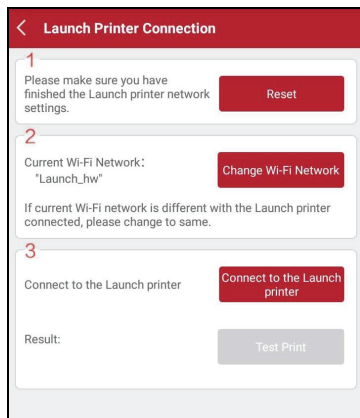 Launch Printer Connection
1
Please make sure you have
finished the Launch printer network
settings.
Reset
2
Current Wi-Fi Network:
"Launch_hw"
Change Wi-Fi Network
If current Wi-Fi network is different with the Launch printer
connected, please change to same.
3
Connect to the Launch printer
Connect to the Launch
printer
Result:
Test Print